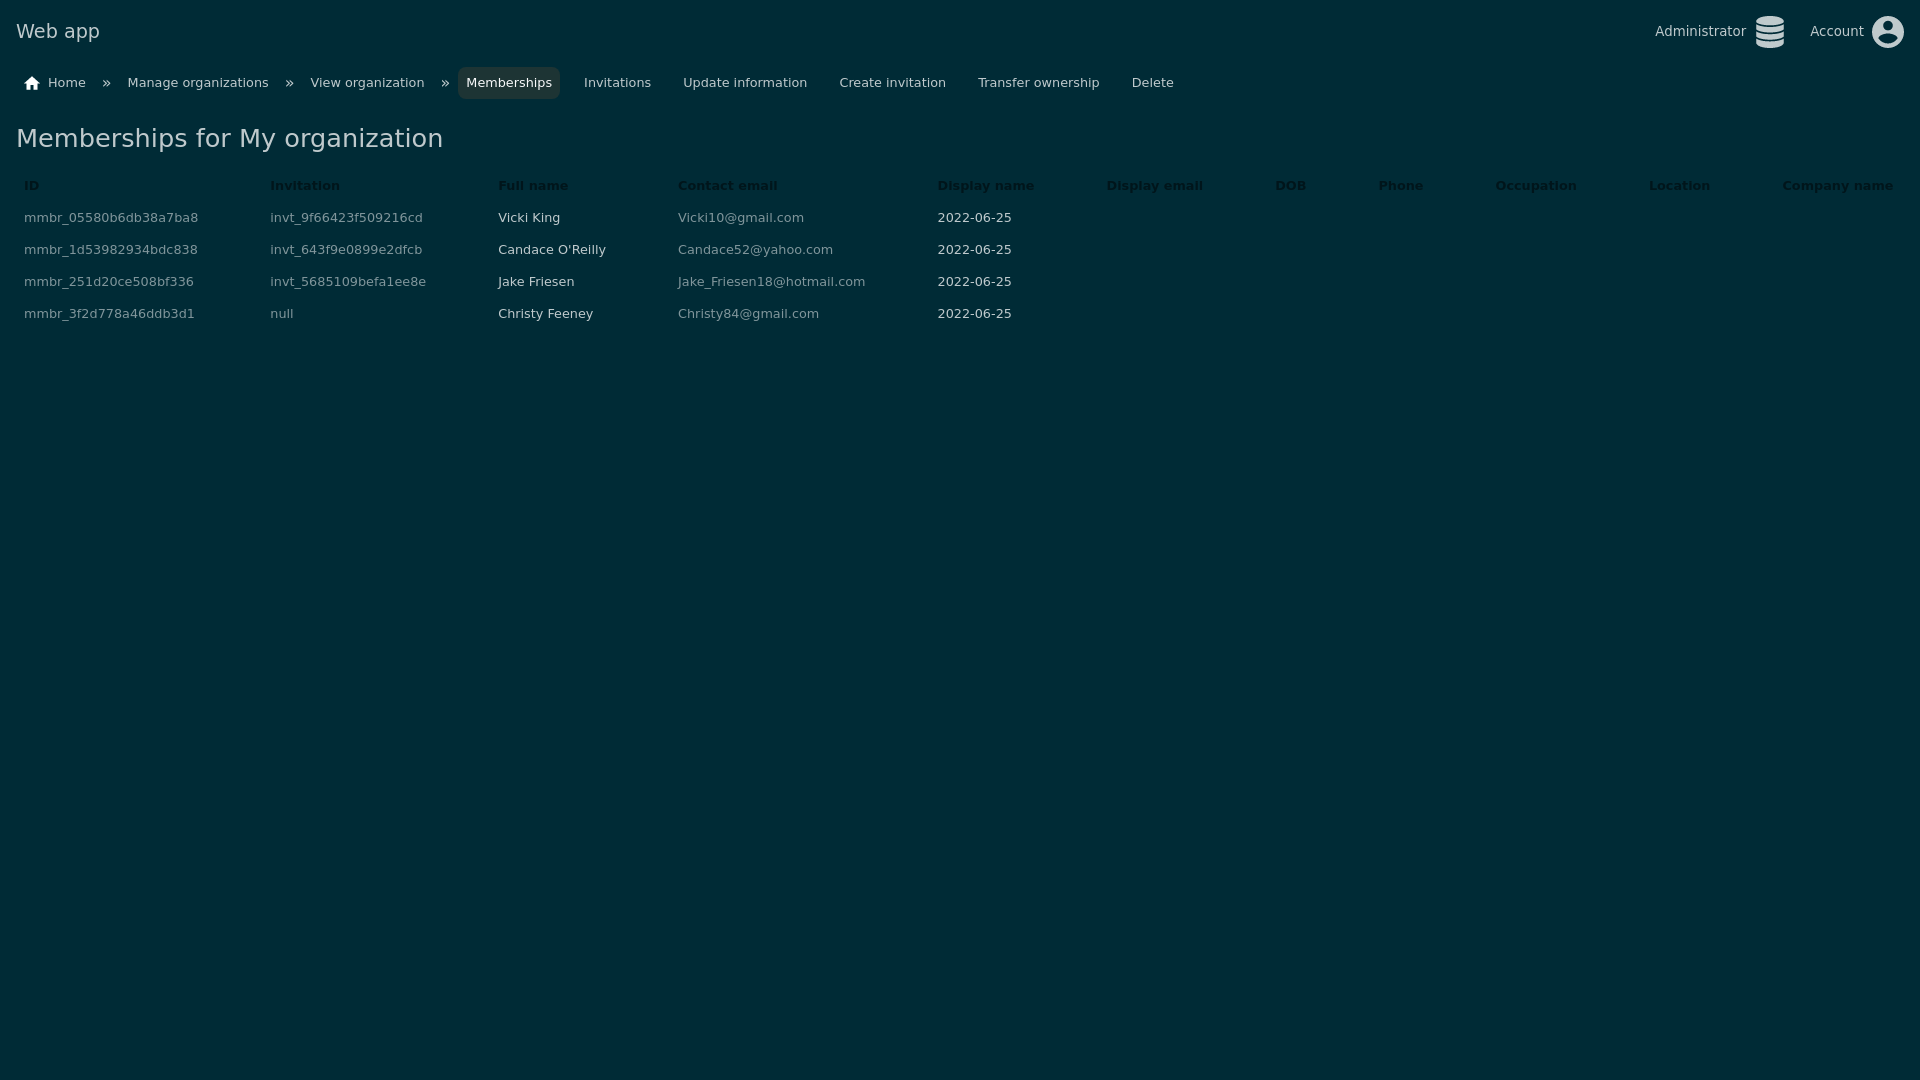 Web app
Administrator Account
Home » Manage organizations » View organization » Memberships Invitations Update information Create invitation Transfer ownership Delete
Memberships for My organization
ID Invitation Full name Contact email Display name Display email DOB Phone Occupation Location Company name
mmbr_05580b6db38a7ba8 invt_9f66423f509216cd Vicki King Vicki10@gmail.com 2022-06-25
mmbr_1d53982934bdc838 invt_643f9e0899e2dfcb Candace O'Reilly Candace52@yahoo.com 2022-06-25
mmbr_251d20ce508bf336 invt_5685109befa1ee8e Jake Friesen Jake_Friesen18@hotmail.com 2022-06-25
mmbr_3f2d778a46ddb3d1 null Christy Feeney Christy84@gmail.com 2022-06-25